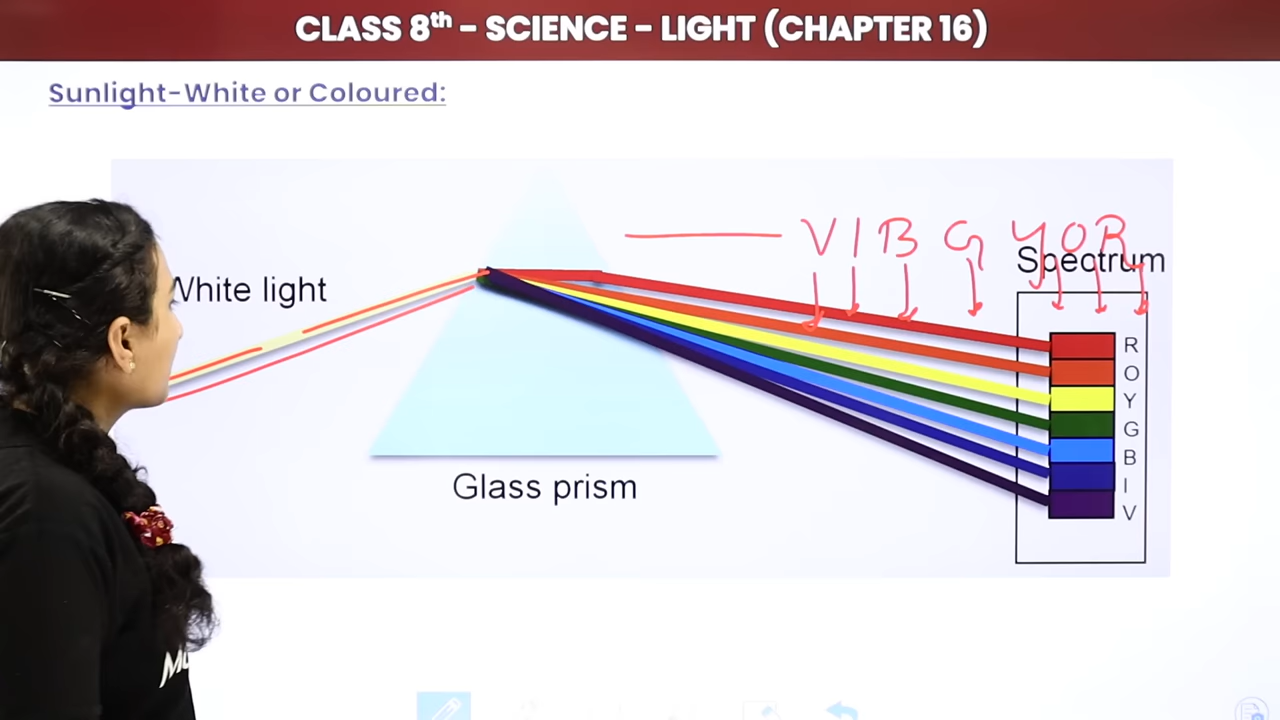 CLASS 8th - SCIENCE - LIGHT (CHAPTER 16)
Sunlight-White or Coloured:
V I B G Y O R
Spectrum
White light
R
O
Y
G
B
I
V
Glass prism